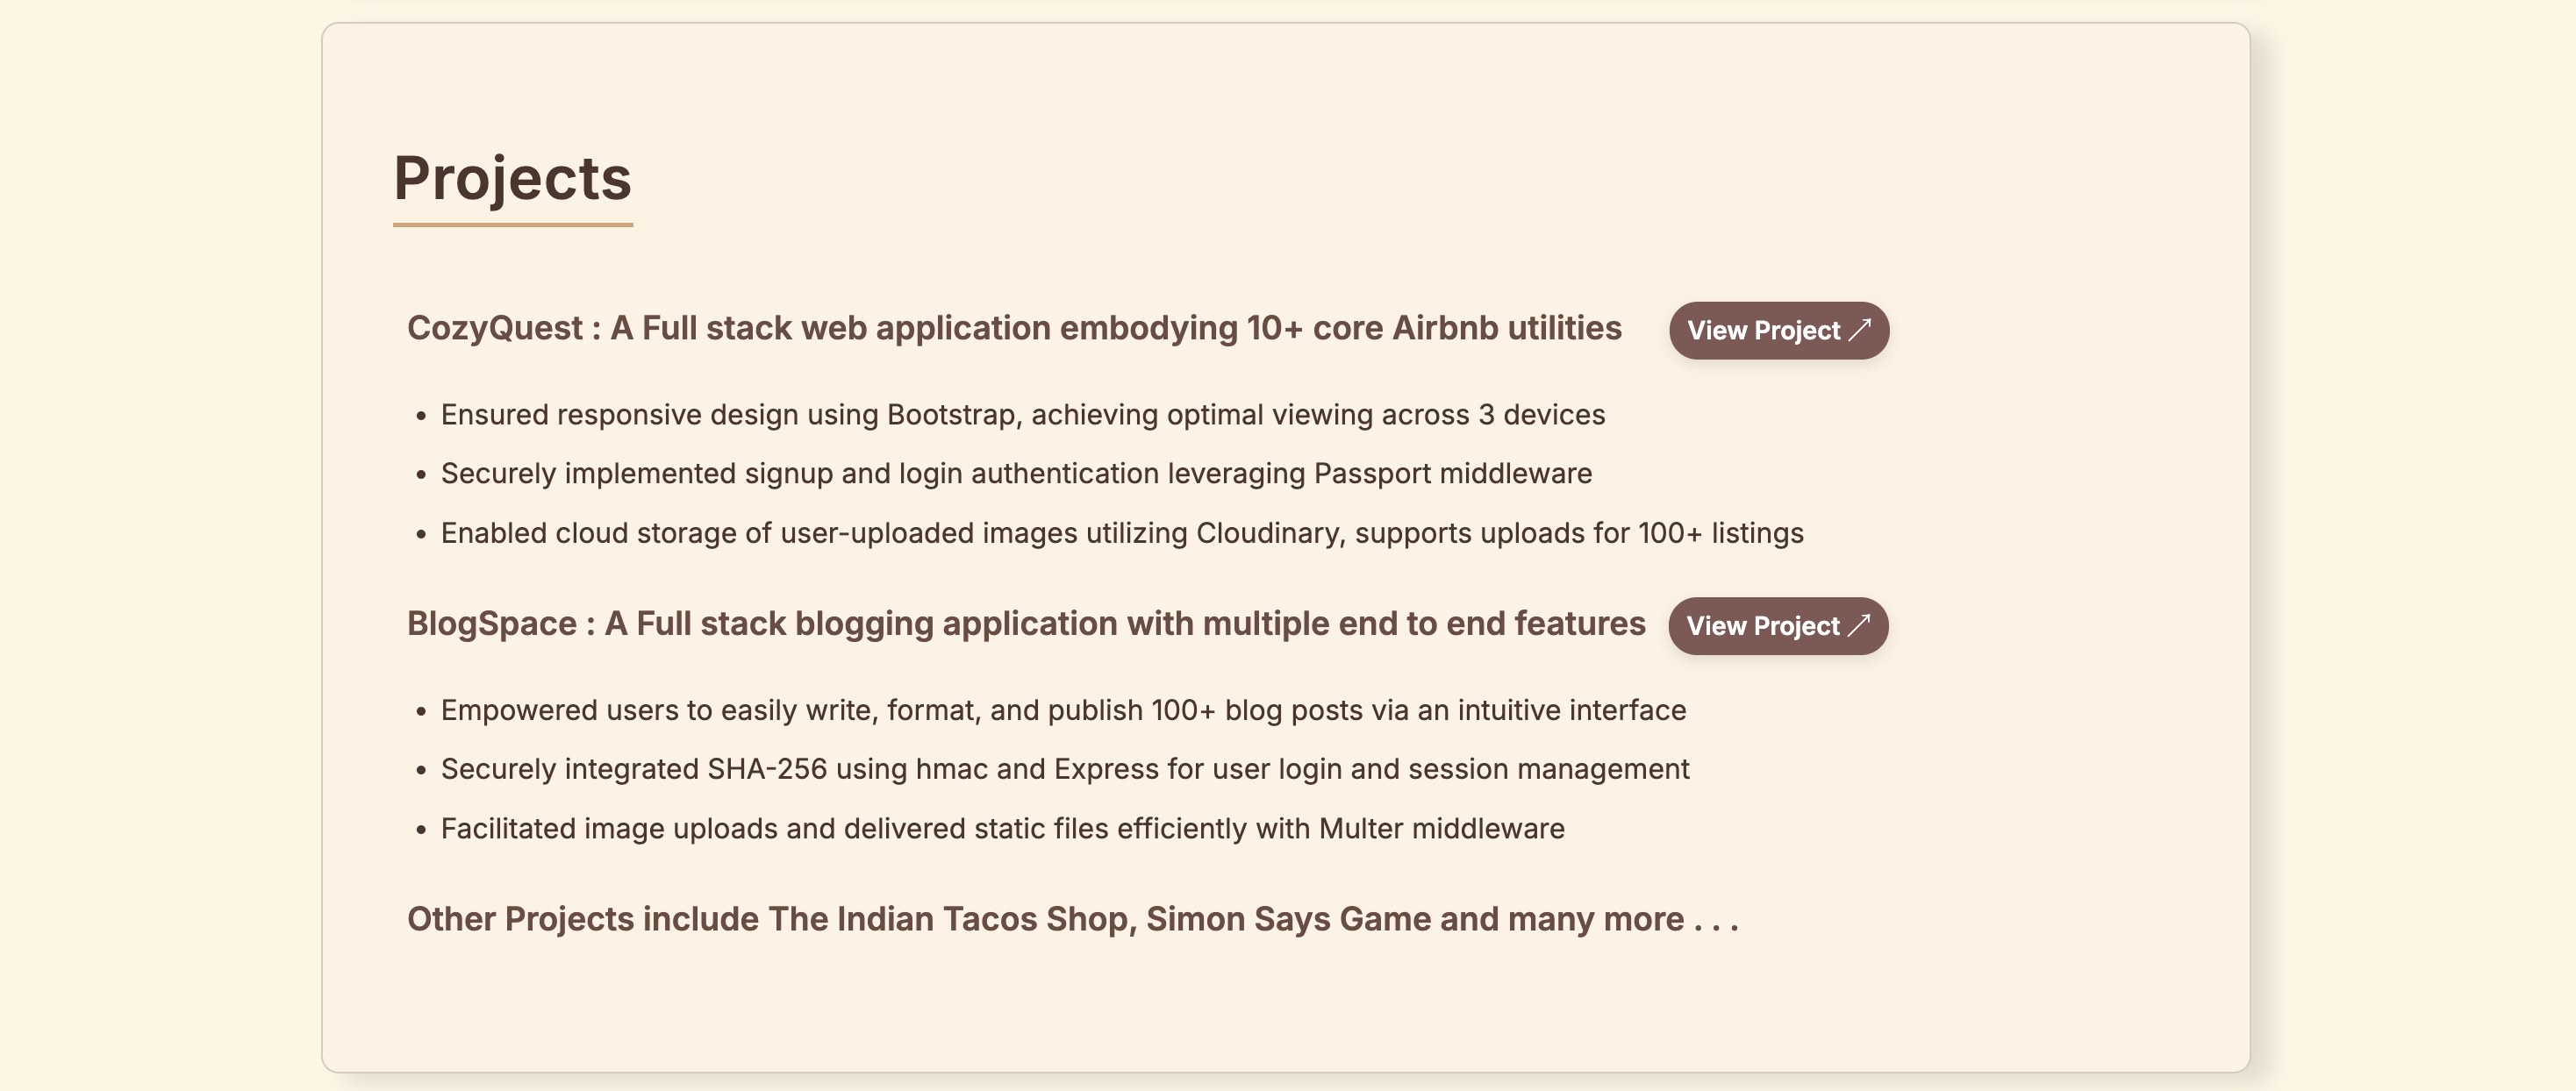 Projects
CozyQuest : A Full stack web application embodying 10+ core Airbnb utilities
View Project ↗
• Ensured responsive design using Bootstrap, achieving optimal viewing across 3 devices
• Securely implemented signup and login authentication leveraging Passport middleware
• Enabled cloud storage of user-uploaded images utilizing Cloudinary, supports uploads for 100+ listings
BlogSpace : A Full stack blogging application with multiple end to end features
View Project ↗
• Empowered users to easily write, format, and publish 100+ blog posts via an intuitive interface
• Securely integrated SHA-256 using hmac and Express for user login and session management
• Facilitated image uploads and delivered static files efficiently with Multer middleware
Other Projects include The Indian Tacos Shop, Simon Says Game and many more . . .